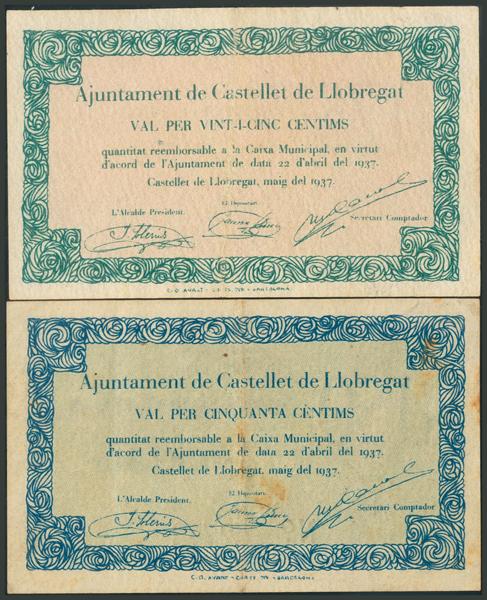 Ajuntament de Castellet de Llobregat
VAL PER VINT-I-CINC CENTIMS
quantitat reemborsable a la Caixa Municipal, en virtut
d'acord de l'Ajuntament de data 22 d'abril del 1937.
Castellet de Llobregat, maig del 1937.
L'Alcalde President, El Dipositari, Secretari Comptador
BARCELONA
Ajuntament de Castellet de Llobregat
VAL PER CINQUANTA CÈNTIMS
quantitat reemborsable a la Caixa Municipal, en virtut
d'acord de l'Ajuntament de data 22 d'abril del 1937.
Castellet de Llobregat, maig del 1937.
L'Alcalde President, El Dipositari, Secretari Comptador
BARCELONA